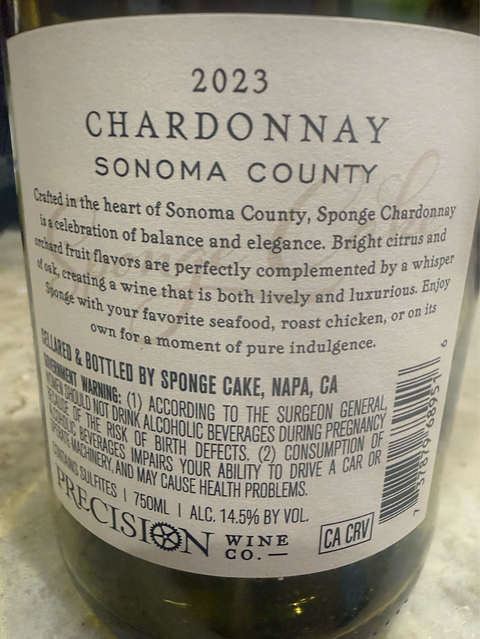 2023
CHARDONNAY
SONOMA COUNTY
Crafted in the heart of Sonoma County, Sponge Chardonnay
is a celebration of balance and elegance. Bright citrus and
orchard fruit flavors are perfectly complemented by a whisper
of oak, creating a wine that is both lively and luxurious. Enjoy
Sponge with your favorite seafood, roast chicken, or on its
own for a moment of pure indulgence.
CELLARED & BOTTLED BY SPONGE CAKE, NAPA, CA
GOVERNMENT WARNING: (1) ACCORDING TO THE SURGEON GENERAL,
WOMEN SHOULD NOT DRINK ALCOHOLIC BEVERAGES DURING PREGNANCY
BECAUSE OF THE RISK OF BIRTH DEFECTS. (2) CONSUMPTION OF
ALCOHOLIC BEVERAGES IMPAIRS YOUR ABILITY TO DRIVE A CAR OR
OPERATE MACHINERY, AND MAY CAUSE HEALTH PROBLEMS.
CONTAINS SULFITES | 750ML | ALC. 14.5% BY VOL.
PRECISION WINE CO.
CA CRV